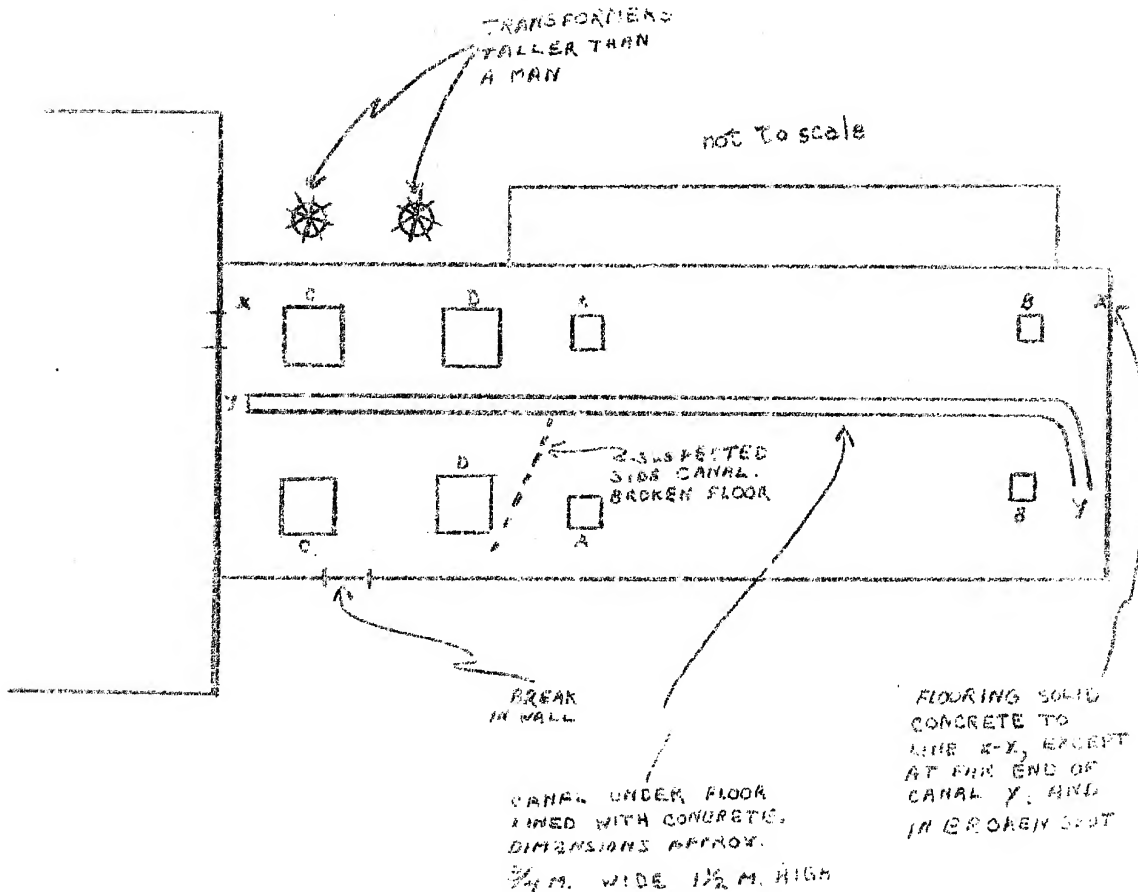 TRANSFORMERS
TALLER THAN
A MAN
not to scale
X
C
D
A
B
X
Y
SUSPECTED
SIDE CANAL.
BROKEN FLOOR
D
C
A
B
Y
BREAK
IN WALL
FLOORING SOLID
CONCRETE TO
LINE X-X, EXCEPT
AT FAR END OF
CANAL Y, AND
IN BROKEN SPOT
CANAL UNDER FLOOR
LINED WITH CONCRETE.
DIMENSIONS APPROX.
3/4 M. WIDE 1½ M. HIGH